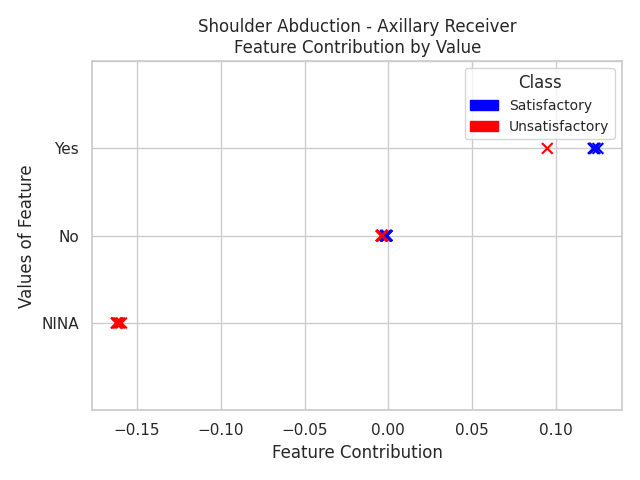 Shoulder Abduction - Axillary Receiver
Feature Contribution by Value
Class
Satisfactory
Unsatisfactory
Values of Feature
Yes
No
NINA
−0.15
−0.10
−0.05
0.00
0.05
0.10
Feature Contribution